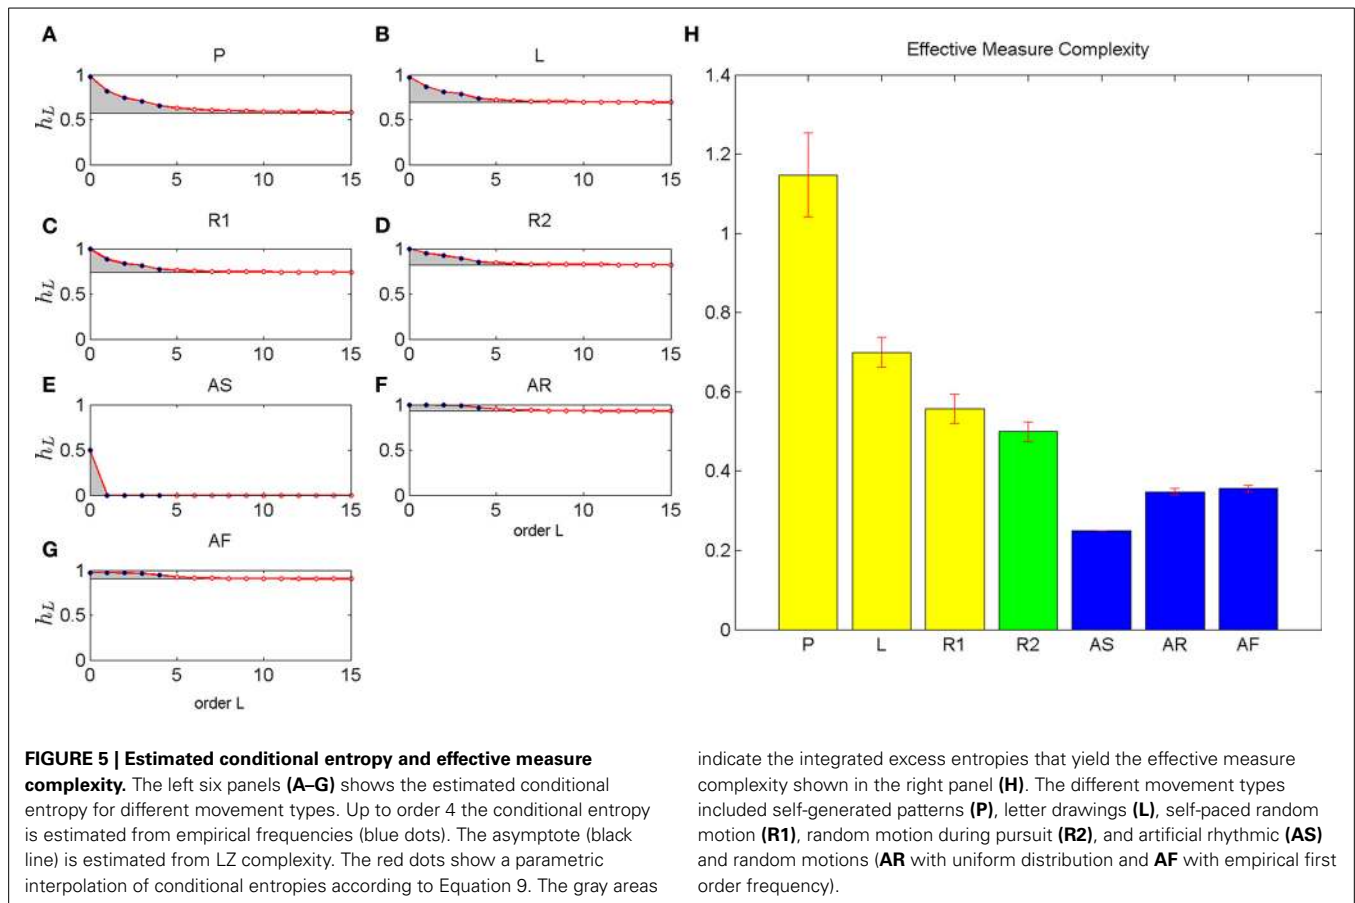 A
P
1
0.5
0
h_L
0 5 10 15
B
L
1
0.5
0
0 5 10 15
C
R1
1
0.5
0
h_L
0 5 10 15
D
R2
1
0.5
0
0 5 10 15
E
AS
1
0.5
0
h_L
0 5 10 15
F
AR
1
0.5
0
0 5 10 15
order L
G
AF
1
0.5
0
h_L
0 5 10 15
order L
H
Effective Measure Complexity
1.4
1.2
1
0.8
0.6
0.4
0.2
0
P L R1 R2 AS AR AF
FIGURE 5 | Estimated conditional entropy and effective measure
complexity. The left six panels (A–G) shows the estimated conditional
entropy for different movement types. Up to order 4 the conditional entropy
is estimated from empirical frequencies (blue dots). The asymptote (black
line) is estimated from LZ complexity. The red dots show a parametric
interpolation of conditional entropies according to Equation 9. The gray areas
indicate the integrated excess entropies that yield the effective measure
complexity shown in the right panel (H). The different movement types
included self-generated patterns (P), letter drawings (L), self-paced random
motion (R1), random motion during pursuit (R2), and artificial rhythmic (AS)
and random motions (AR with uniform distribution and AF with empirical first
order frequency).